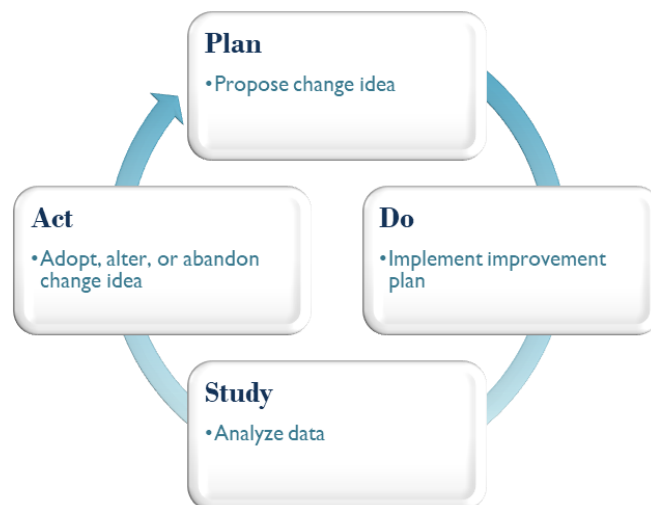 Plan
•Propose change idea
Do
•Implement improvement
plan
Study
•Analyze data
Act
•Adopt, alter, or abandon
change idea